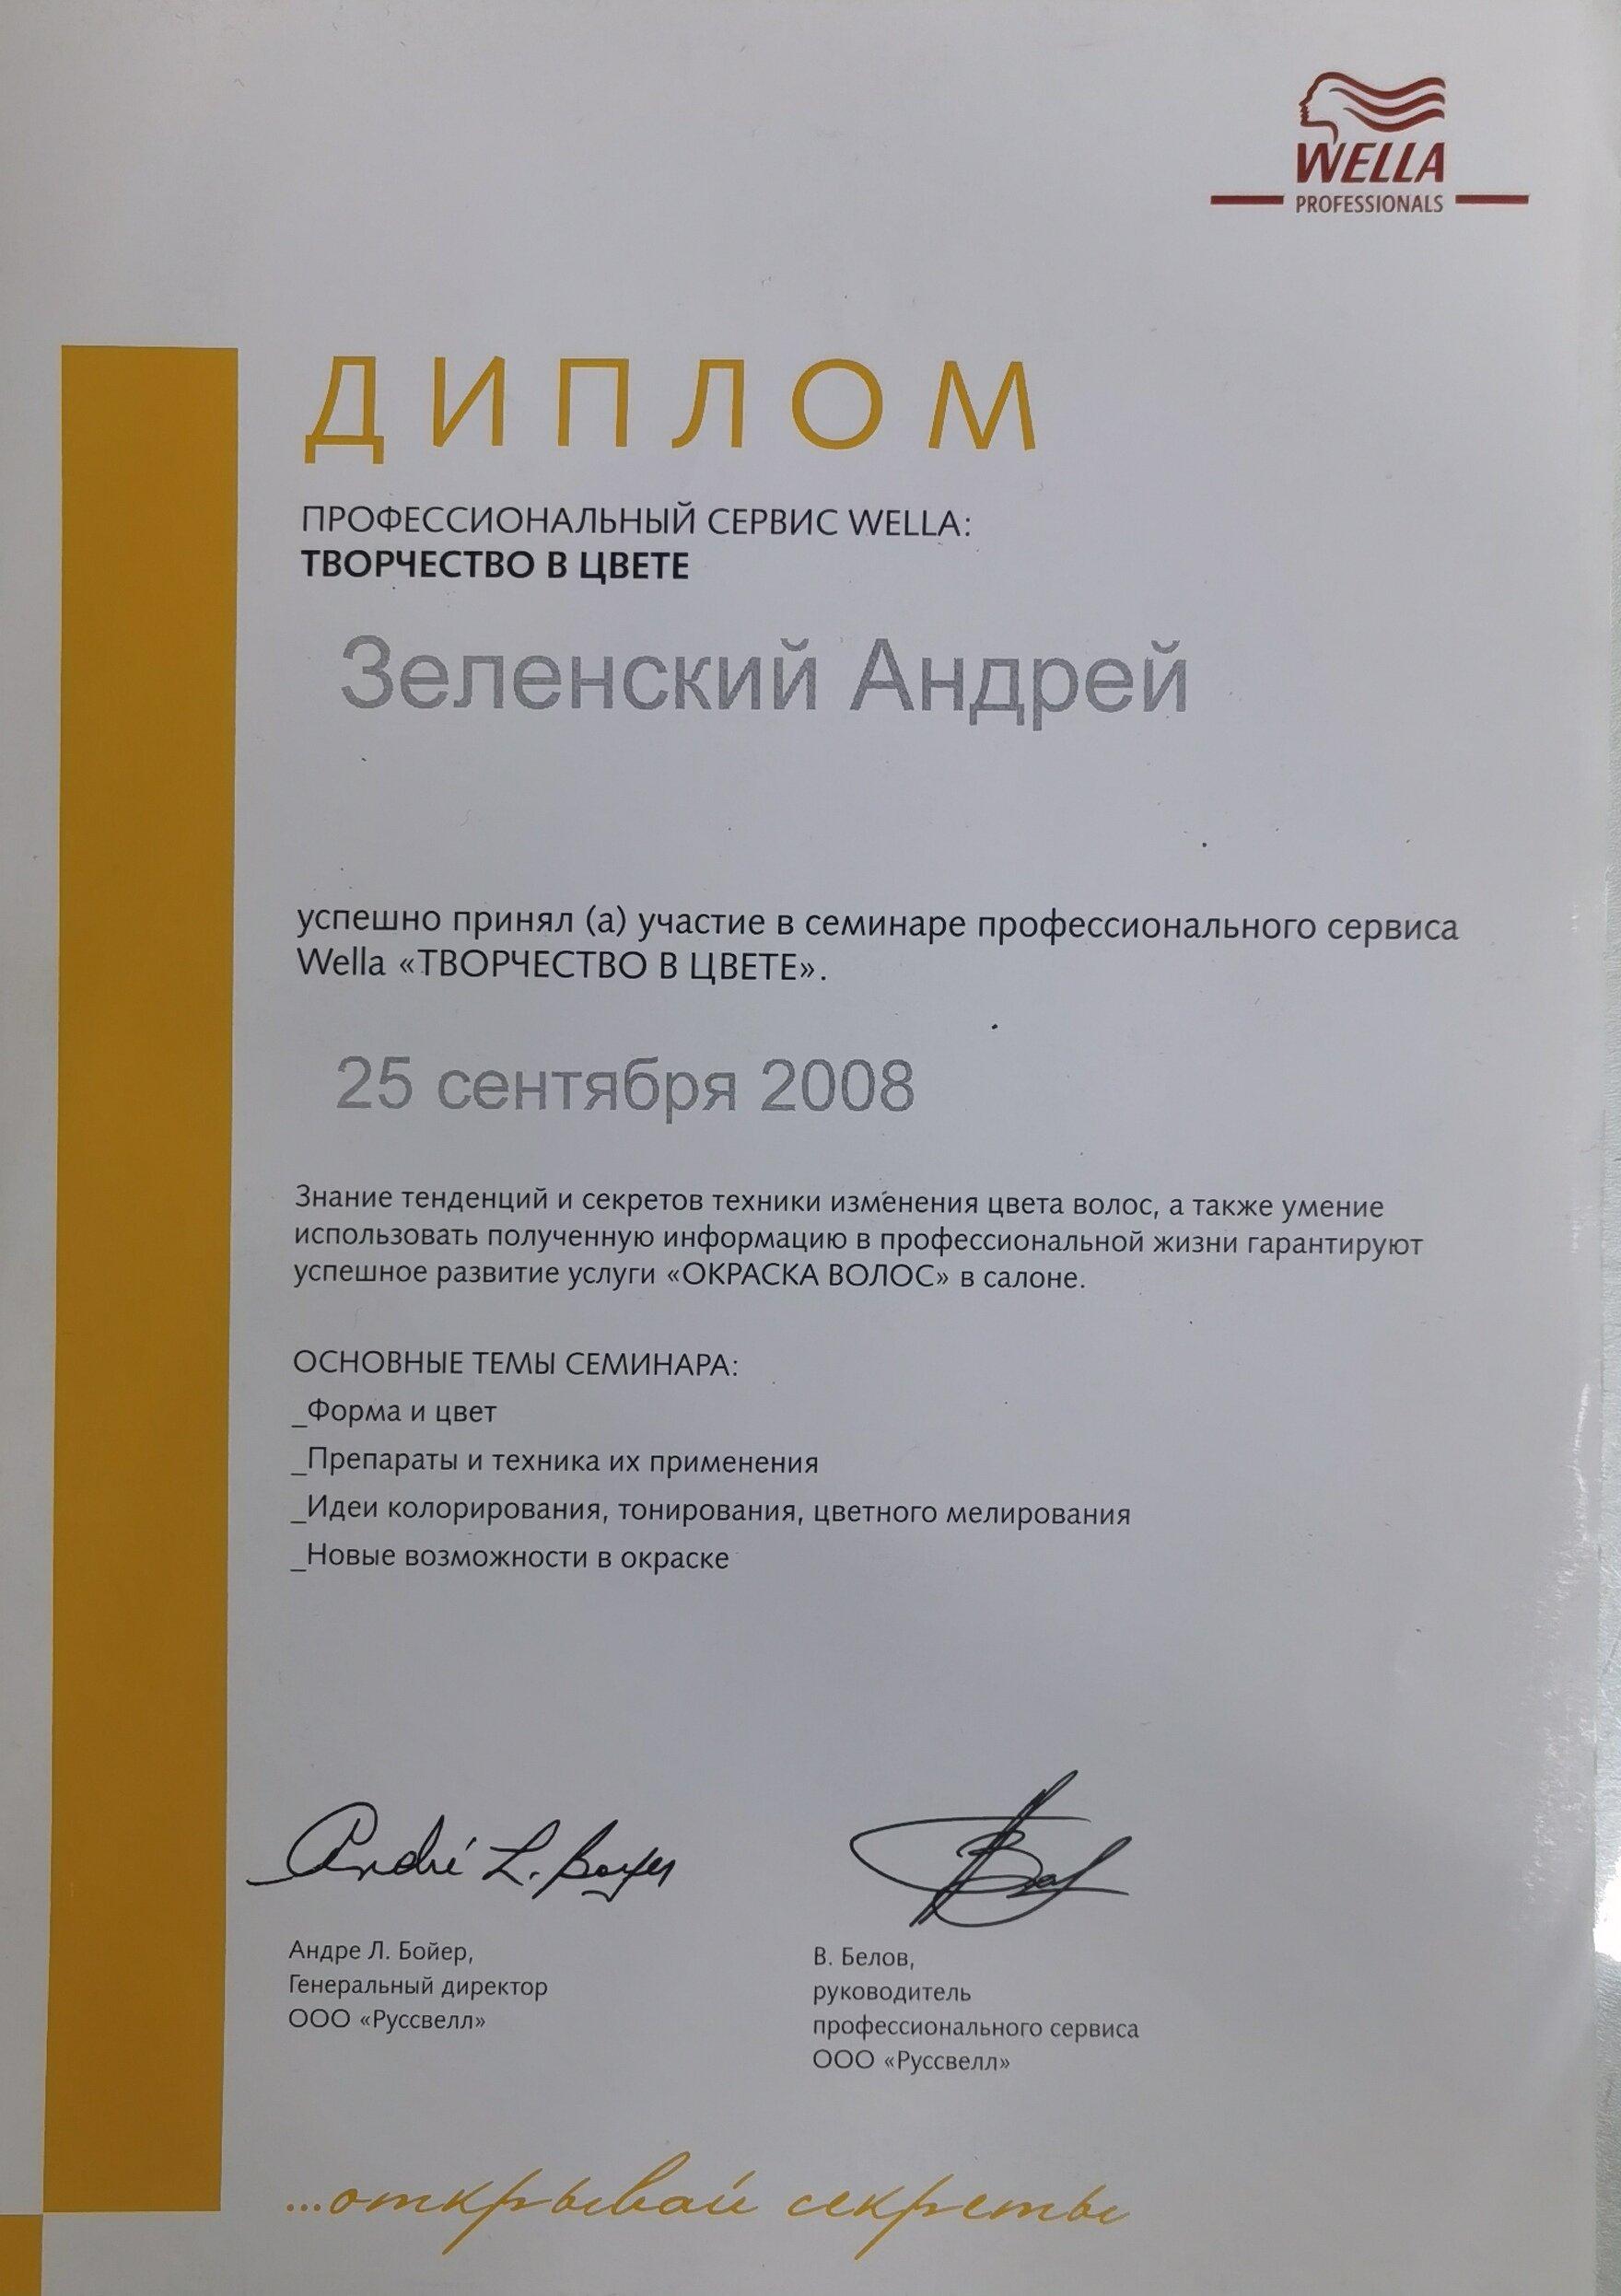 WELLA
PROFESSIONALS
ДИПЛОМ
ПРОФЕССИОНАЛЬНЫЙ СЕРВИС WELLA:
ТВОРЧЕСТВО В ЦВЕТЕ
Зеленский Андрей
успешно принял (а) участие в семинаре профессионального сервиса
Wella «ТВОРЧЕСТВО В ЦВЕТЕ».
25 сентября 2008
Знание тенденций и секретов техники изменения цвета волос, а также умение
использовать полученную информацию в профессиональной жизни гарантируют
успешное развитие услуги «ОКРАСКА ВОЛОС» в салоне.
ОСНОВНЫЕ ТЕМЫ СЕМИНАРА:
_Форма и цвет
_Препараты и техника их применения
_Идеи колорирования, тонирования, цветного мелирования
_Новые возможности в окраске
André L. Boyer
Андре Л. Бойер,
Генеральный директор
ООО «Руссвелл»
В. Белов,
руководитель
профессионального сервиса
ООО «Руссвелл»
...открывай секреты